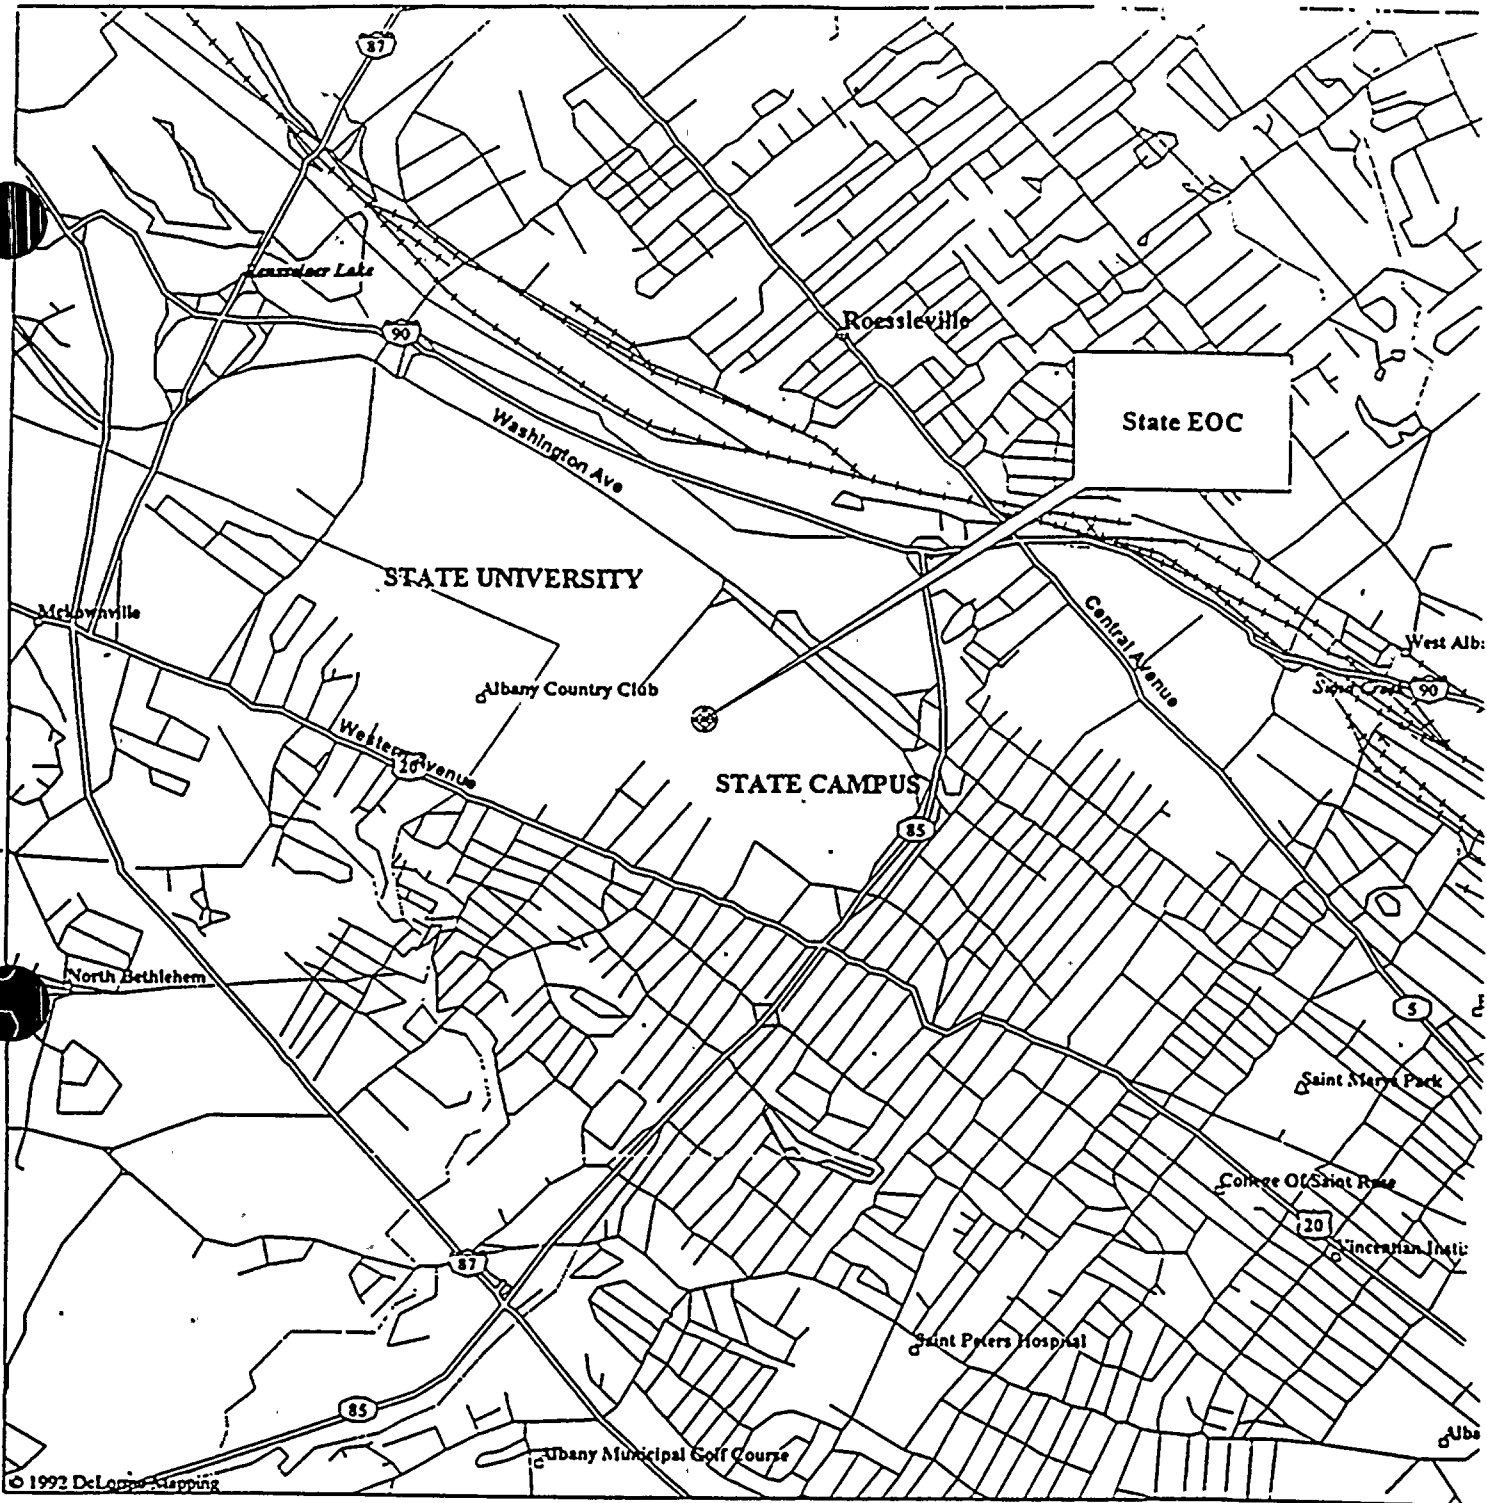 87
Rensselaer Lake
90
Roessleville
State EOC
Washington Ave
STATE UNIVERSITY
McKownville
Central Avenue
West Alb
90
Albany Country Club
Western Avenue
20
STATE CAMPUS
85
North Bethlehem
5
Saint Marys Park
College Of Saint Rose
20
Vincentian Insti
87
Saint Peters Hospital
85
Alba
Albany Municipal Golf Course
© 1992 DeLorme Mapping